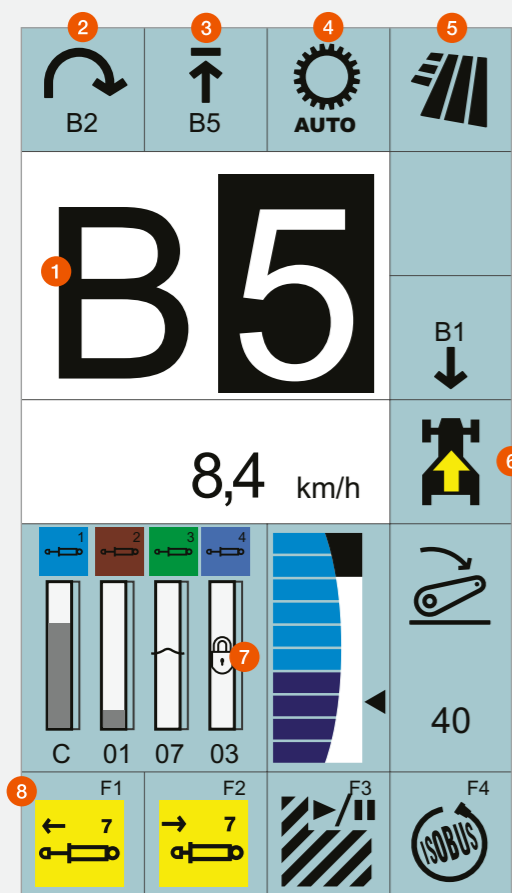 2 3 4 5
B2 B5 AUTO
1 B5
B1
8,4 km/h
6
1 2 3 4
7
C 01 07 03
40
8 F1 F2 F3 F4
← 7 → 7
ISOBUS